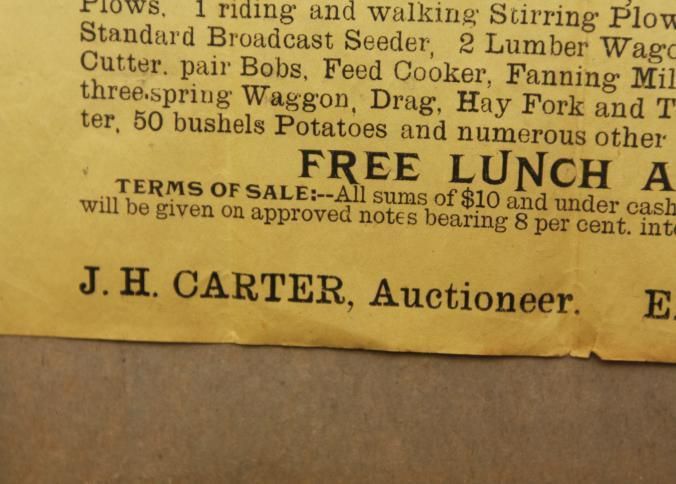 Plows, 1 riding and walking Stirring Plow
Standard Broadcast Seeder, 2 Lumber Wago
Cutter. pair Bobs, Feed Cooker, Fanning Mil
three.spring Waggon, Drag, Hay Fork and T
ter, 50 bushels Potatoes and numerous other
FREE LUNCH A
TERMS OF SALE:--All sums of $10 and under cash
will be given on approved notes bearing 8 per cent. inte
J. H. CARTER, Auctioneer. E.